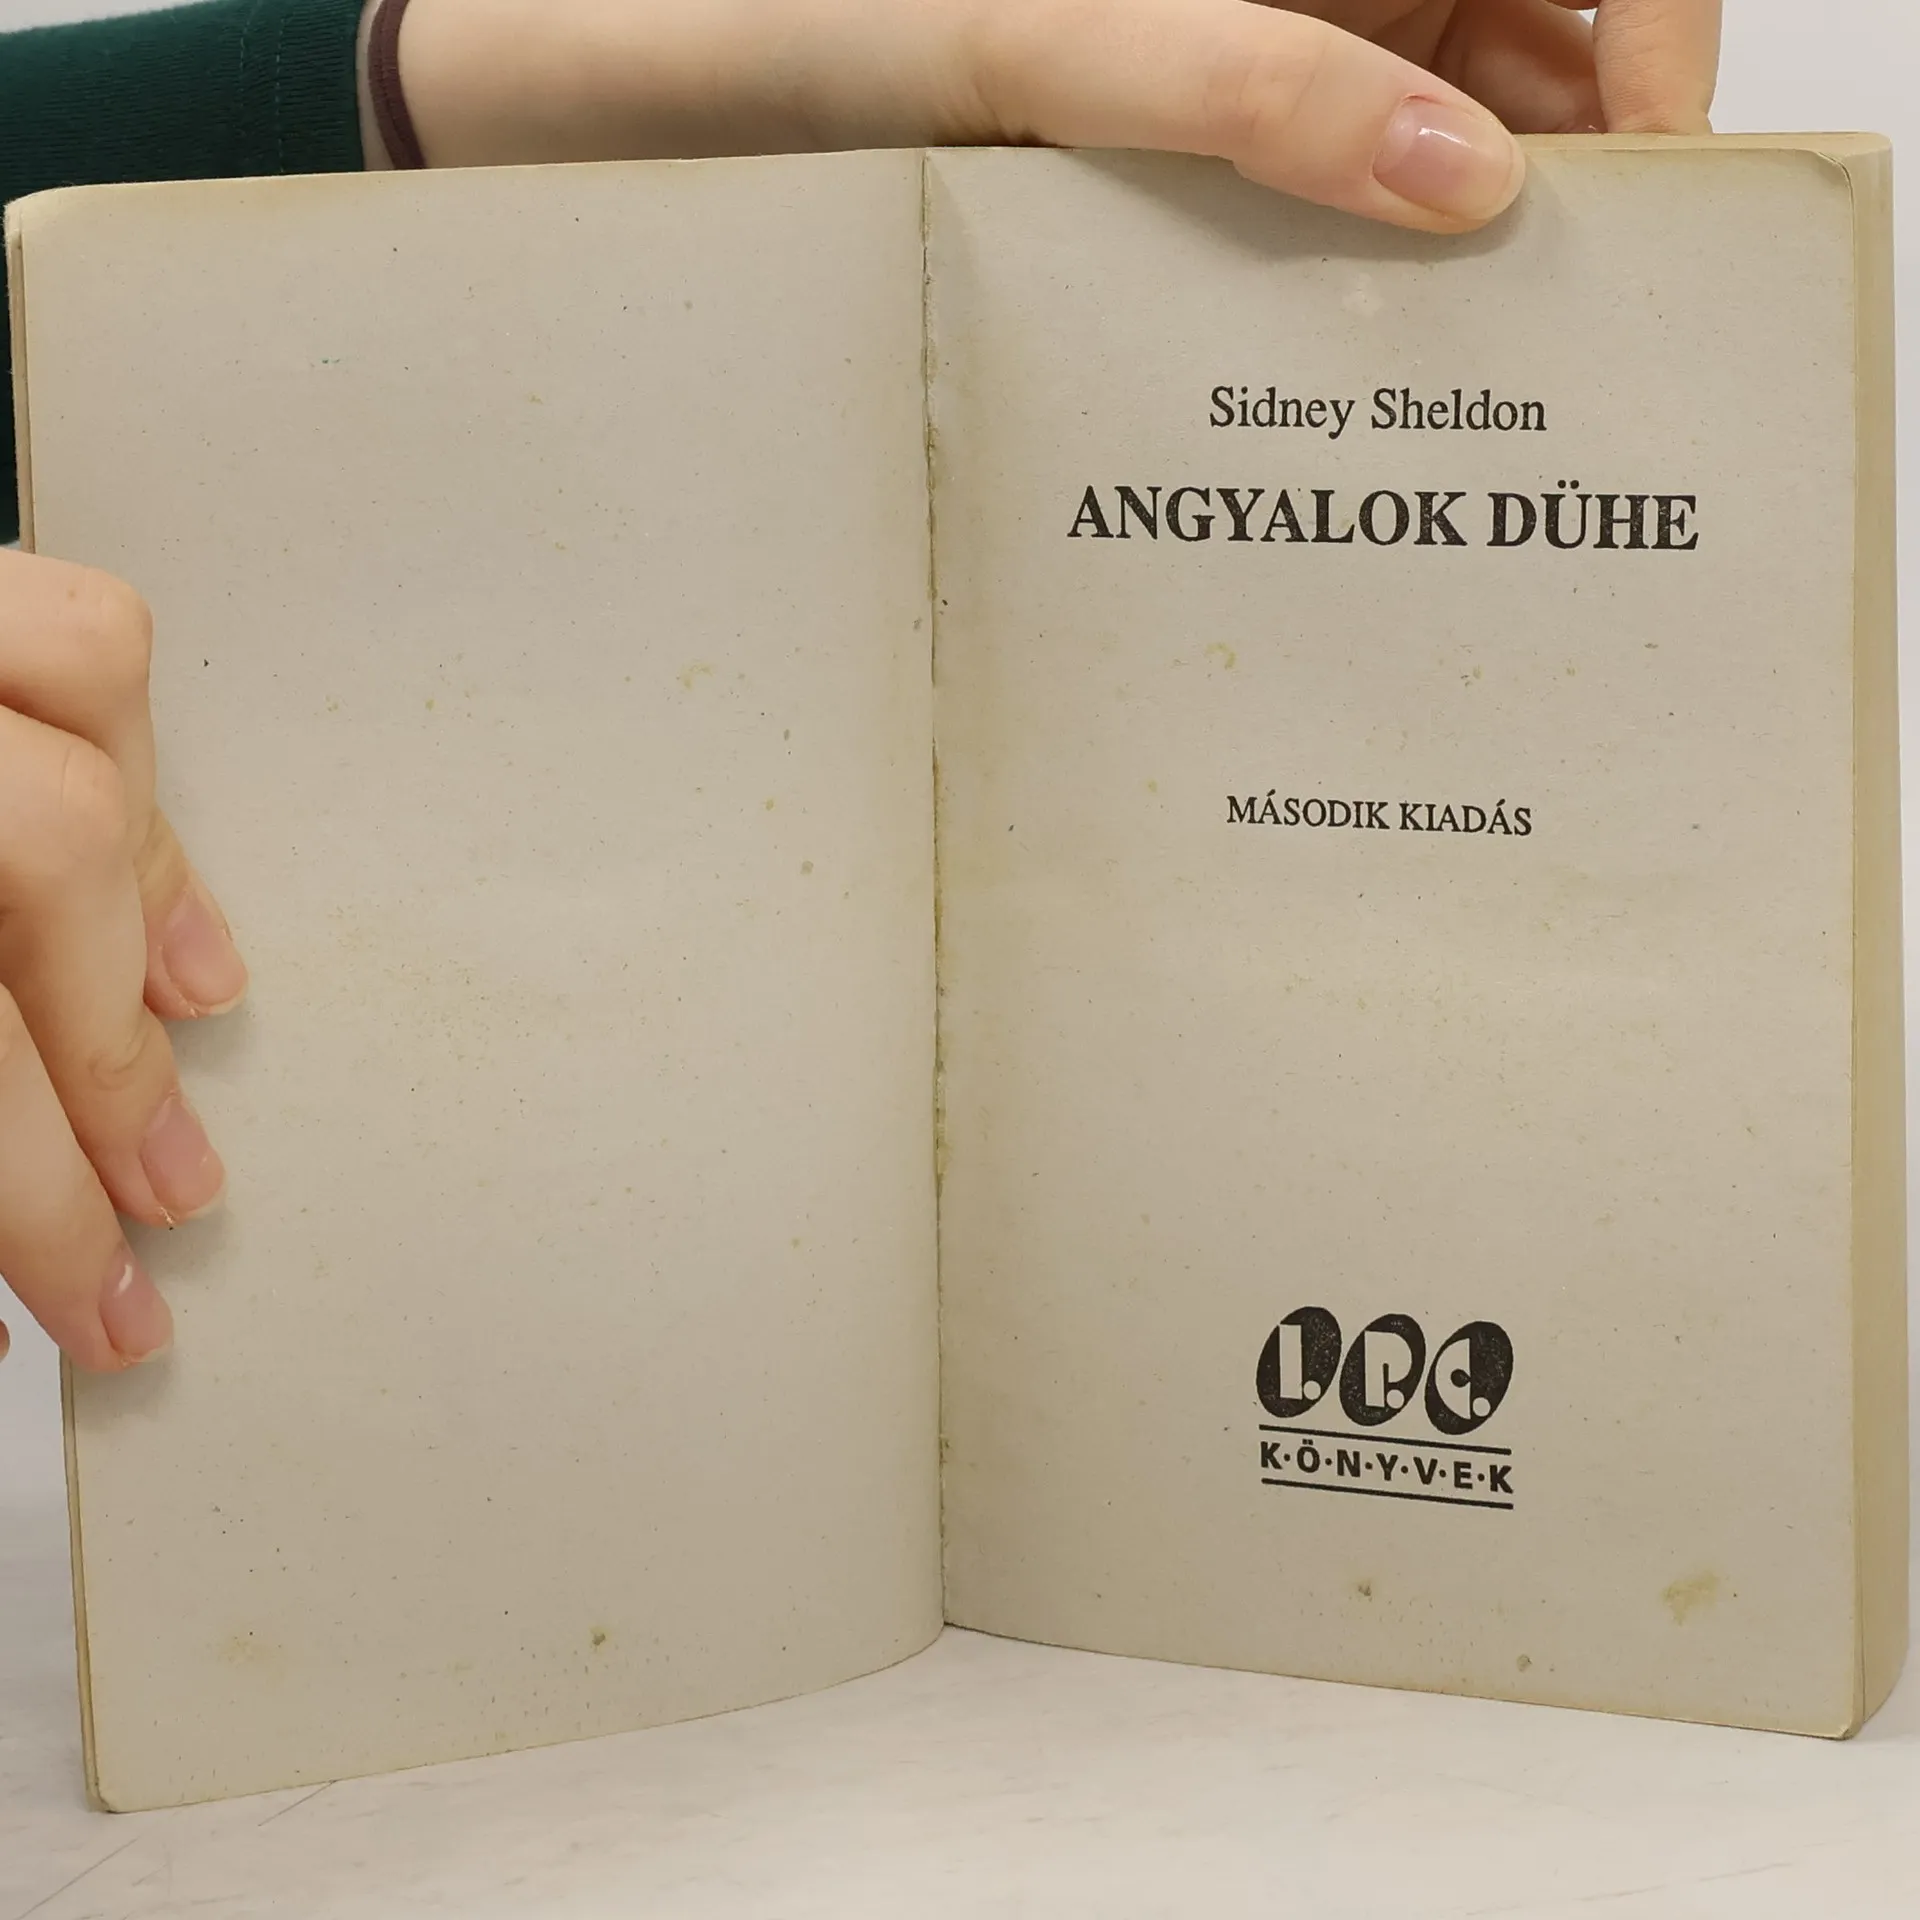 Sidney Sheldon
ANGYALOK DÜHE
MÁSODIK KIADÁS
I.P.C.
K·Ö·N·Y·V·E·K